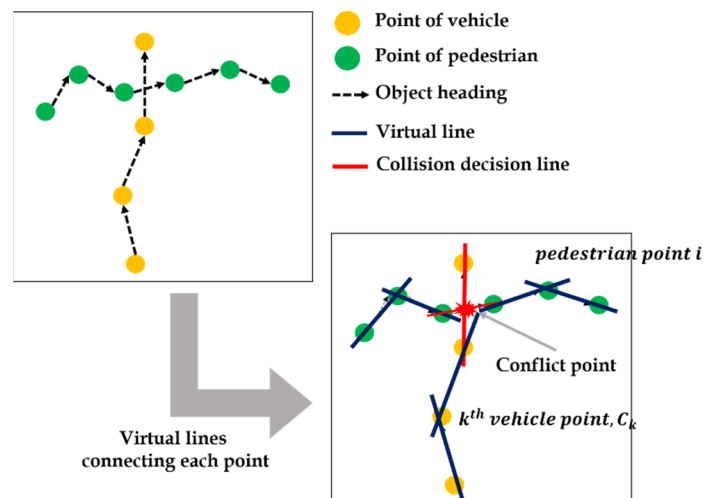 Point of vehicle
Point of pedestrian
Object heading
Virtual line
Collision decision line
pedestrian point i
Conflict point
kᵗʰ vehicle point, Cₖ
Virtual lines
connecting each point